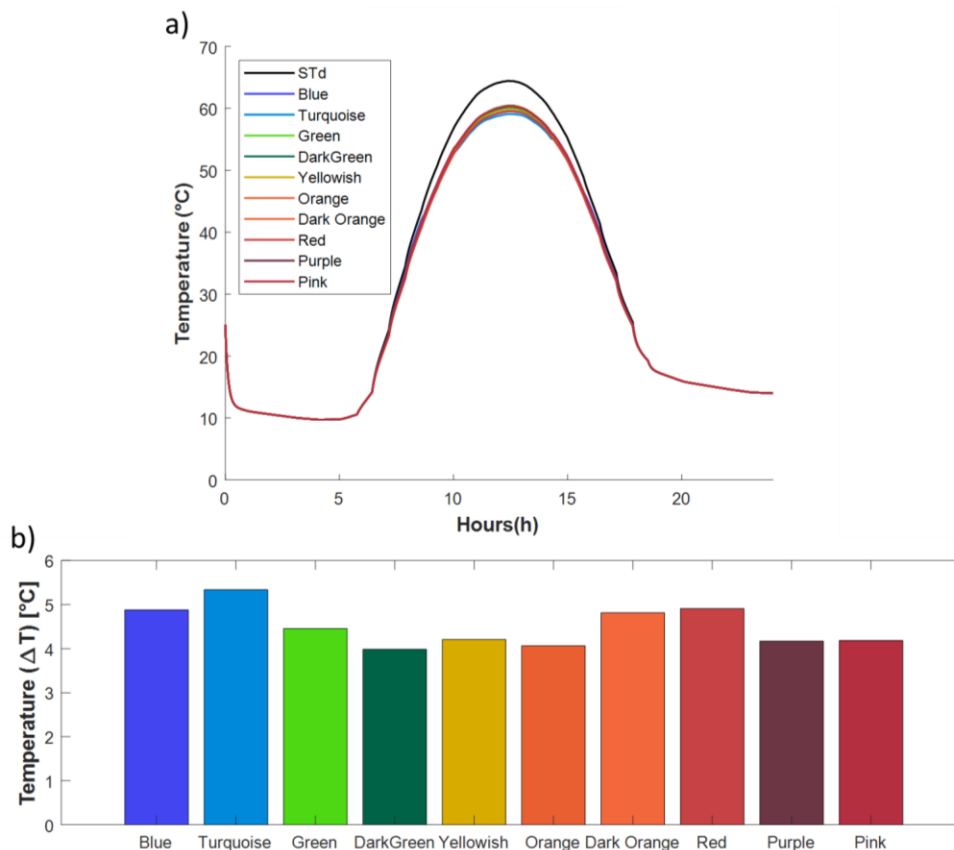 a)
70
60
50
40
30
20
10
0
Temperature (°C)
STd
Blue
Turquoise
Green
DarkGreen
Yellowish
Orange
Dark Orange
Red
Purple
Pink
0 5 10 15 20
Hours(h)
b)
6
5
4
3
2
1
0
Temperature (Δ T) [°C]
Blue Turquoise Green DarkGreen Yellowish Orange Dark Orange Red Purple Pink